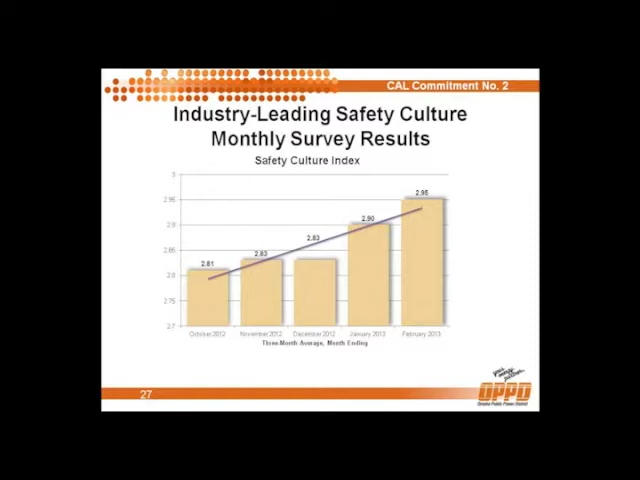 CAL Commitment No. 2
Industry-Leading Safety Culture
Monthly Survey Results
Safety Culture Index
3
2.95
2.9
2.85
2.8
2.75
2.7
2.81
2.83
2.83
2.90
2.95
October 2012
November 2012
December 2012
January 2013
February 2013
Three-Month Average, Month Ending
27
your
energy
partner
OPPD
Omaha Public Power District